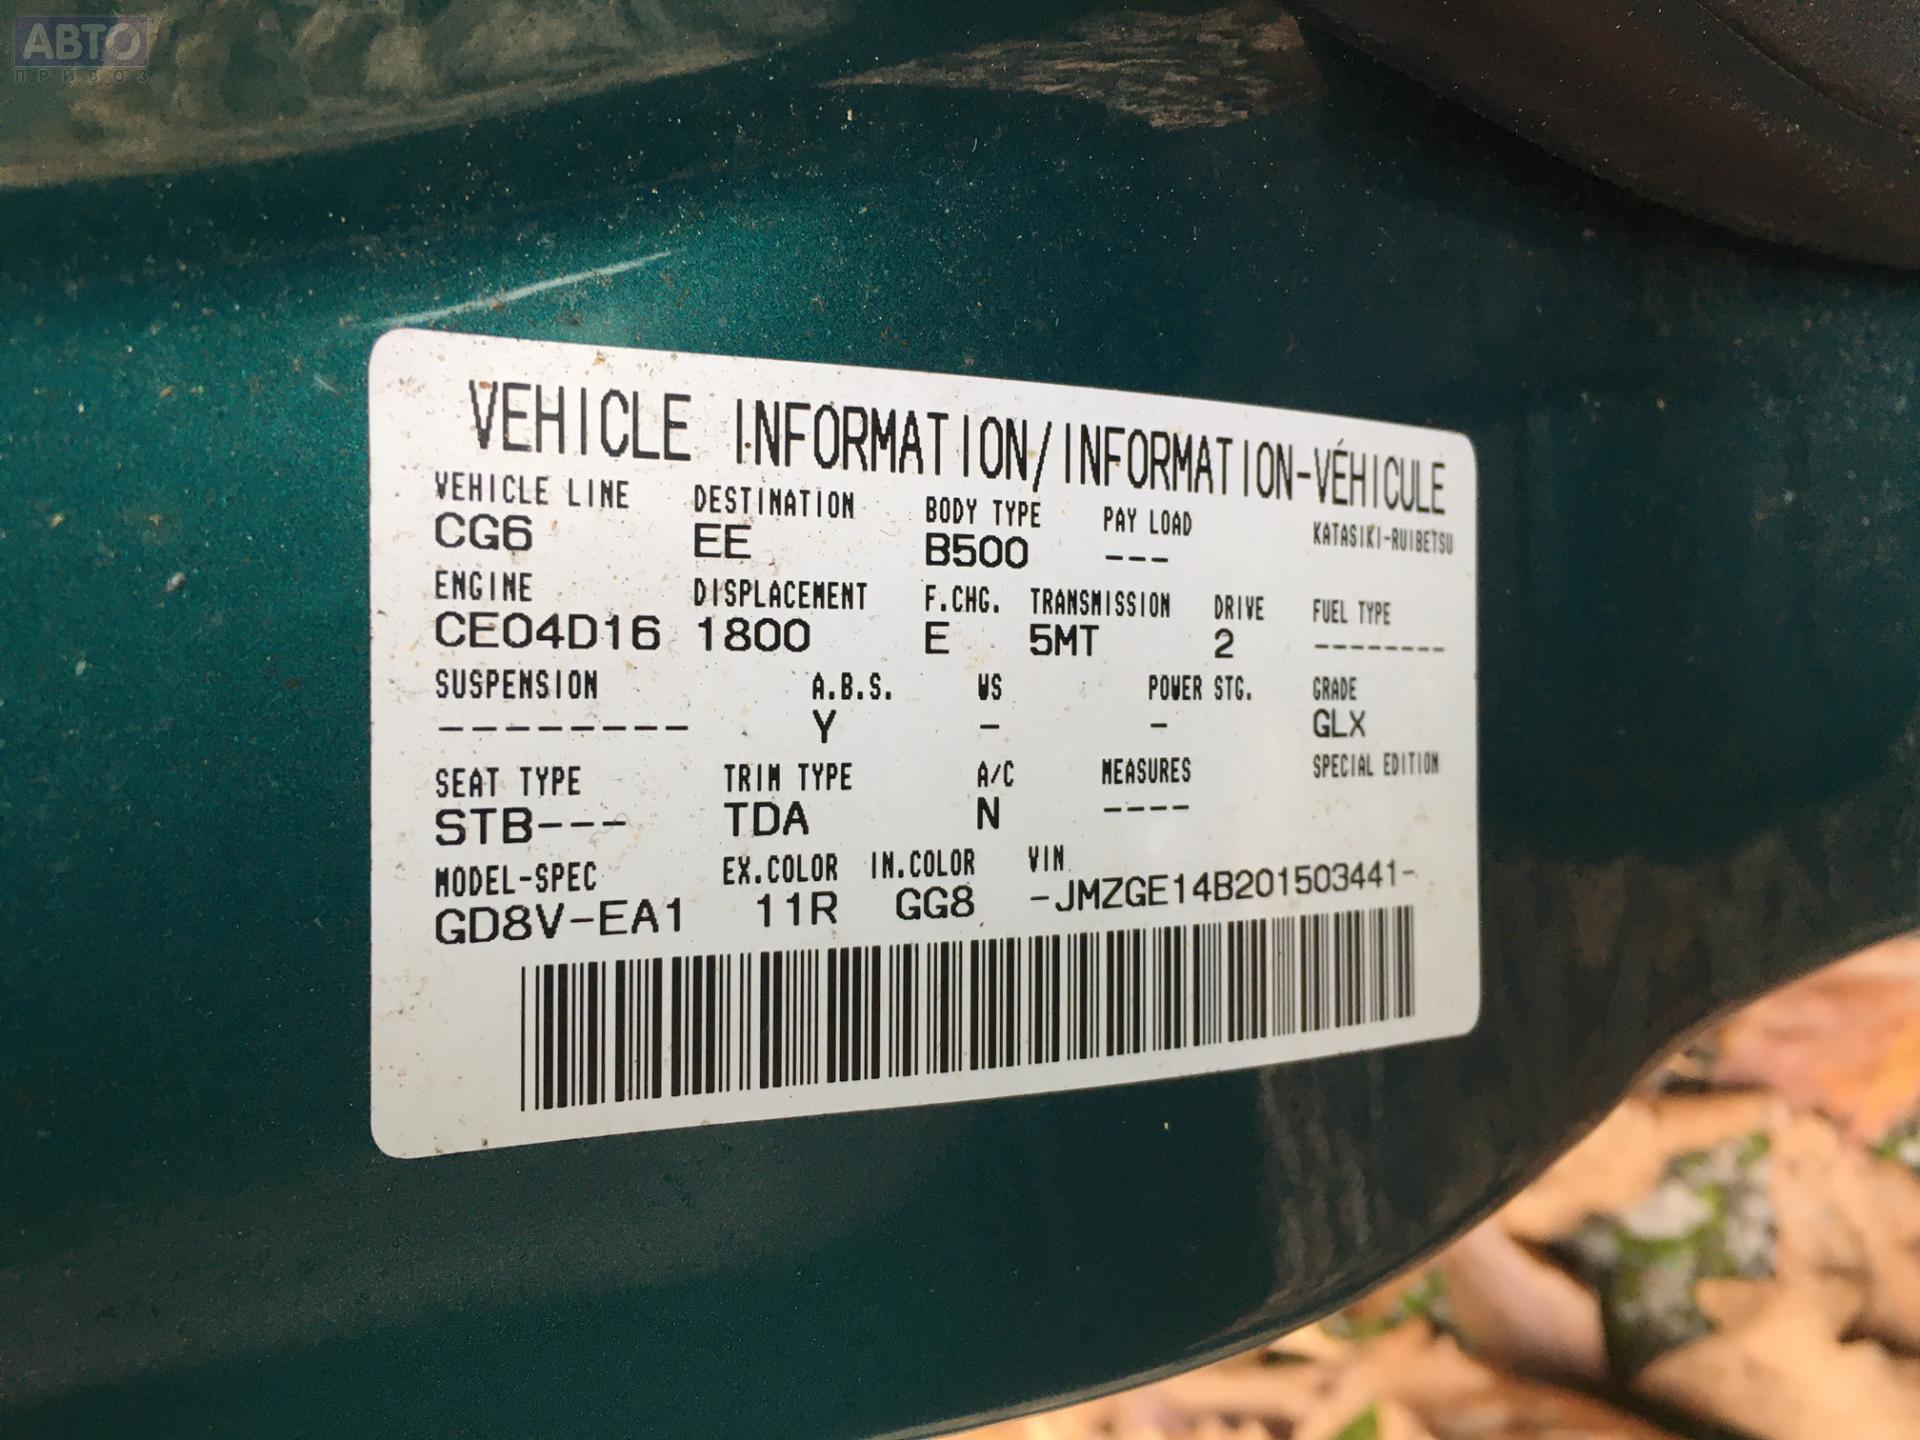 АВТО
ПРИВОЗ
VEHICLE INFORMATION/INFORMATION-VÉHICULE
VEHICLE LINE DESTINATION BODY TYPE PAY LOAD KATASIKI-RUIBETSU
CG6 EE B500 ---
ENGINE DISPLACEMENT F.CHG. TRANSMISSION DRIVE FUEL TYPE
CE04D16 1800 E 5MT 2 --------
SUSPENSION A.B.S. WS POWER STG. GRADE
-------- Y - - GLX
SEAT TYPE TRIM TYPE A/C MEASURES SPECIAL EDITION
STB--- TDA N ----
MODEL-SPEC EX.COLOR IN.COLOR VIN
GD8V-EA1 11R GG8 -JMZGE14B201503441-